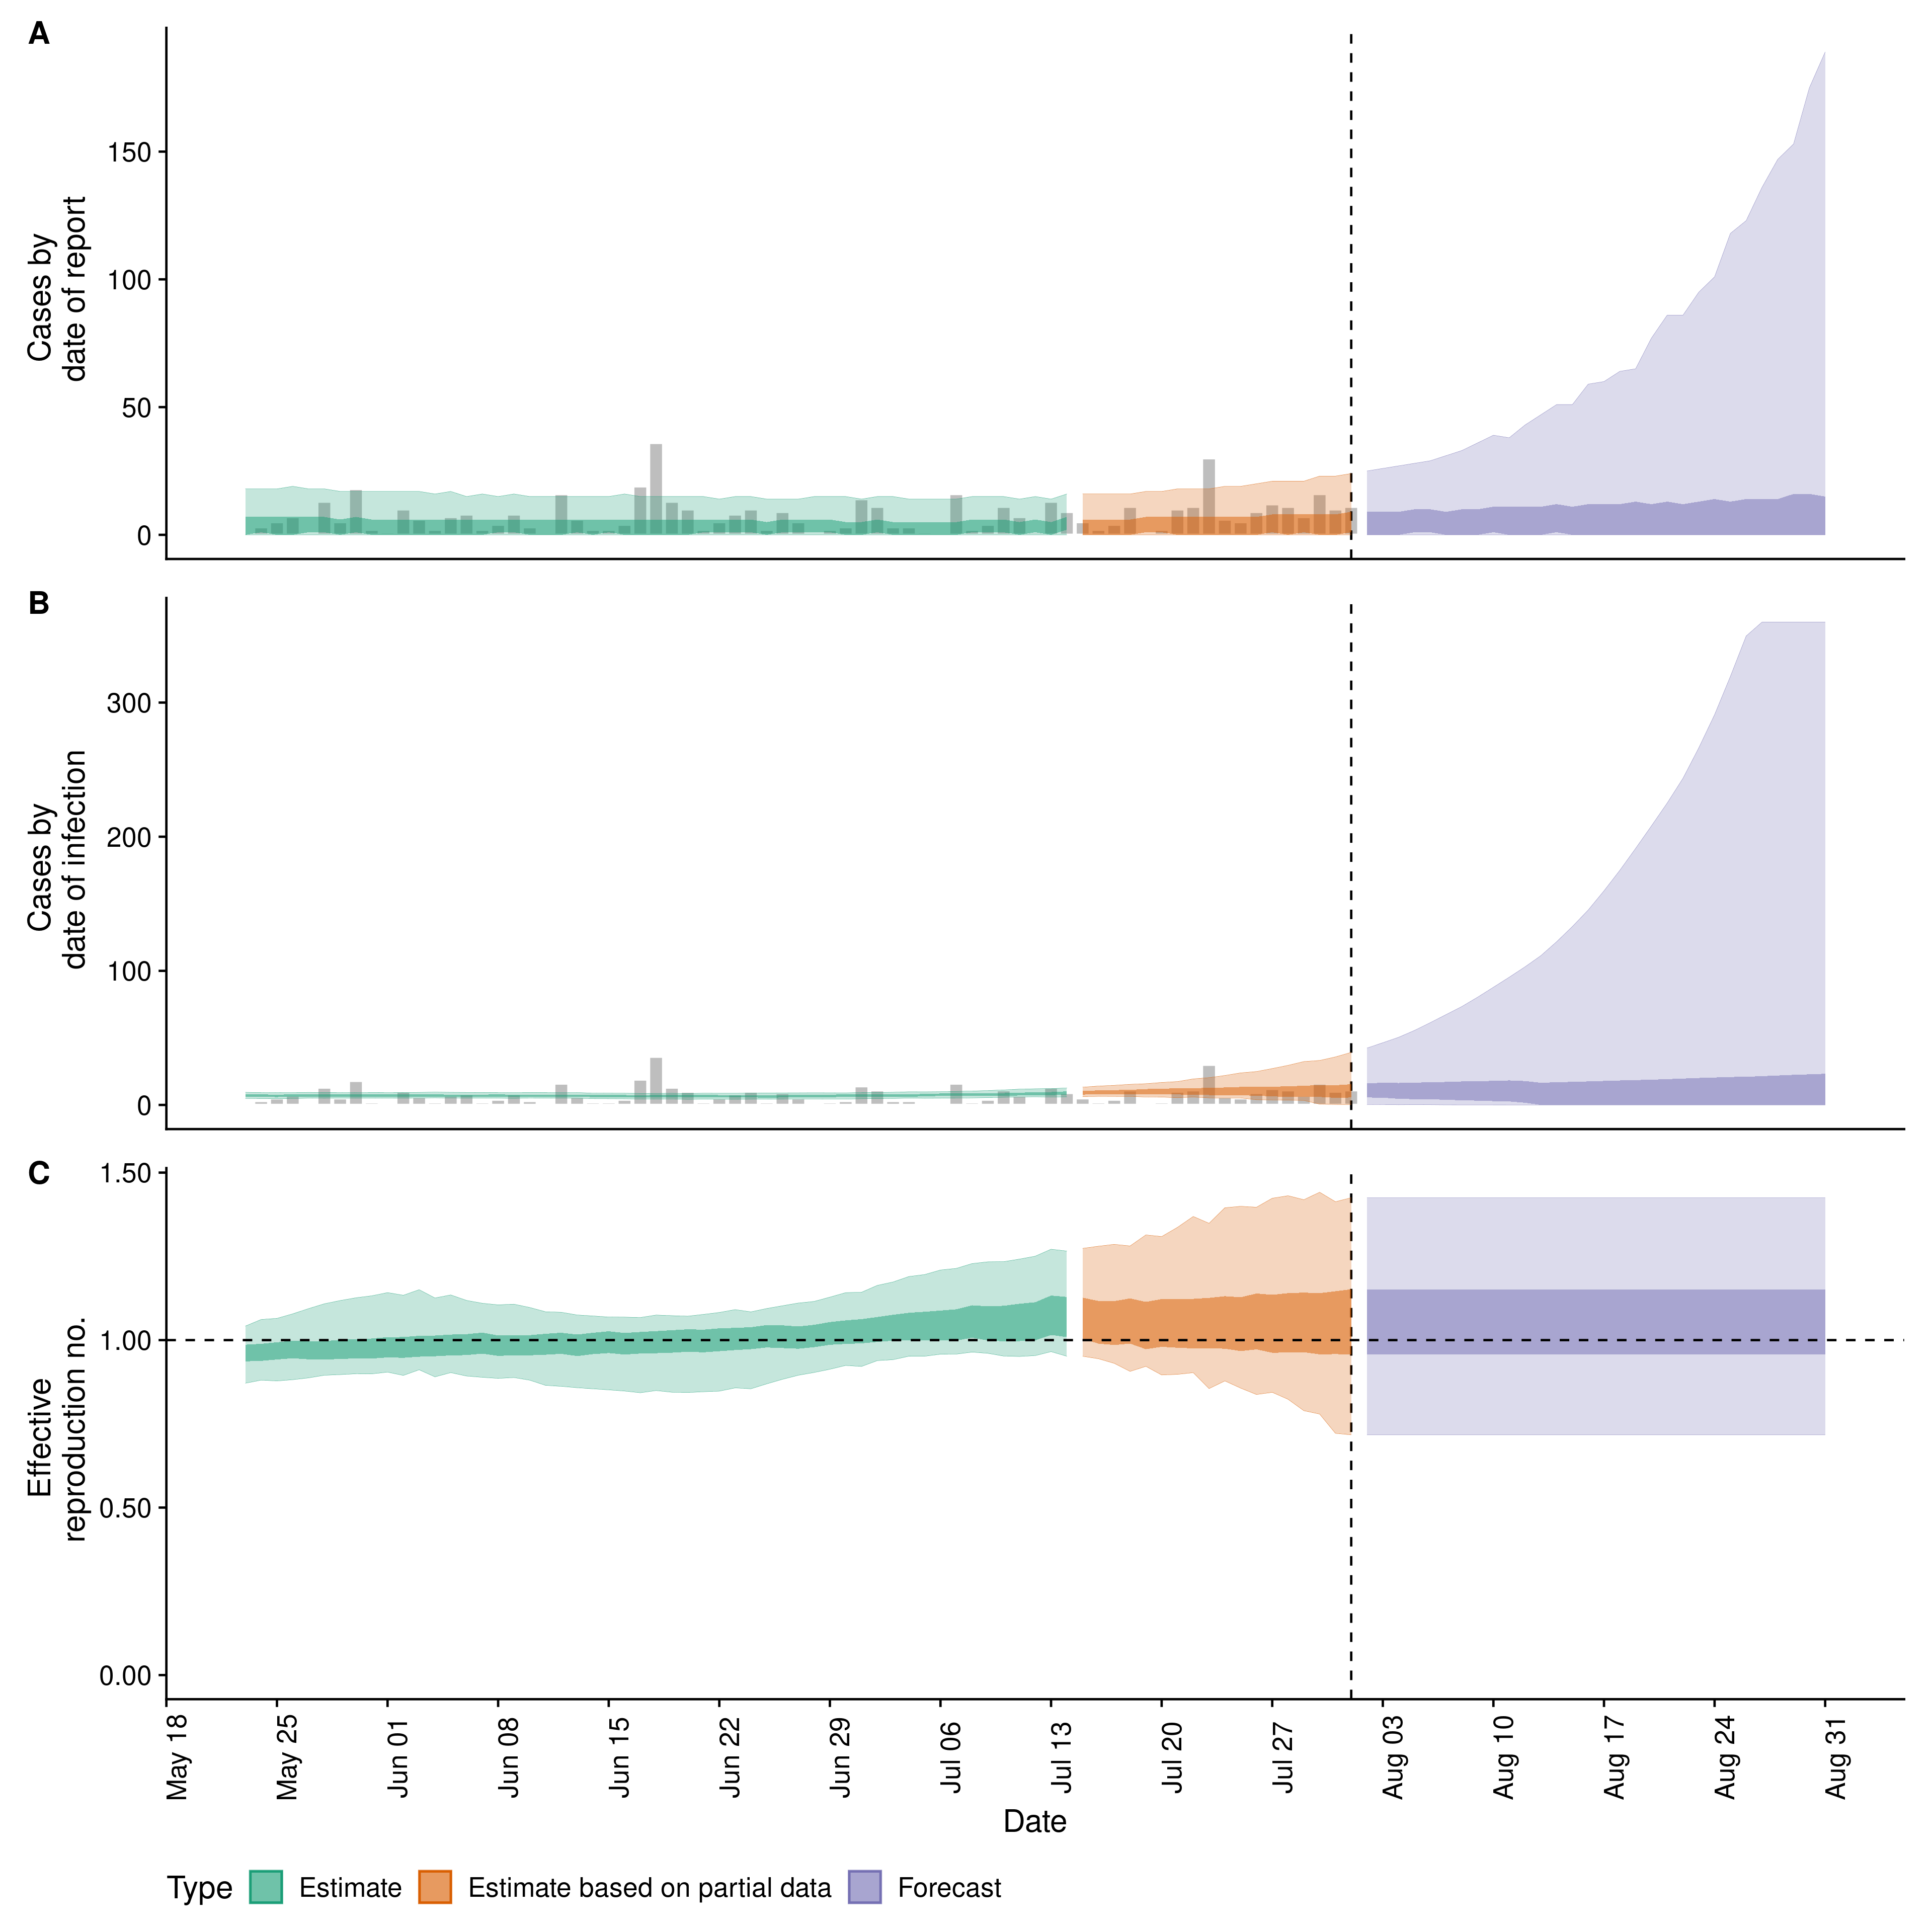 A
Cases by
date of report
150
100
50
0
B
Cases by
date of infection
300
200
100
0
C
Effective
reproduction no.
1.50
1.00
0.50
0.00
May 18
May 25
Jun 01
Jun 08
Jun 15
Jun 22
Jun 29
Jul 06
Jul 13
Jul 20
Jul 27
Aug 03
Aug 10
Aug 17
Aug 24
Aug 31
Date
Type Estimate Estimate based on partial data Forecast